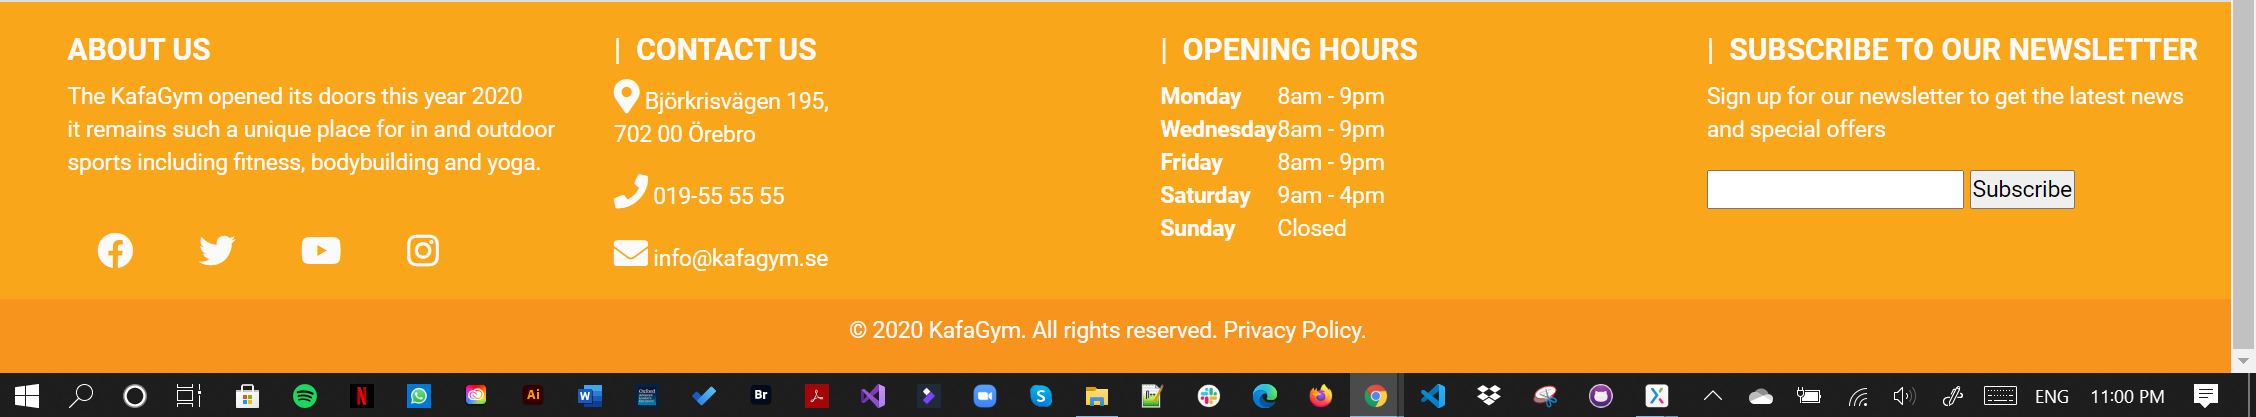 ABOUT US
The KafaGym opened its doors this year 2020
it remains such a unique place for in and outdoor
sports including fitness, bodybuilding and yoga.
| CONTACT US
Björkrisvägen 195,
702 00 Örebro
019-55 55 55
info@kafagym.se
| OPENING HOURS
Monday 8am - 9pm
Wednesday8am - 9pm
Friday 8am - 9pm
Saturday 9am - 4pm
Sunday Closed
| SUBSCRIBE TO OUR NEWSLETTER
Sign up for our newsletter to get the latest news
and special offers
Subscribe
© 2020 KafaGym. All rights reserved. Privacy Policy.
N Ai W Br S ENG 11:00 PM